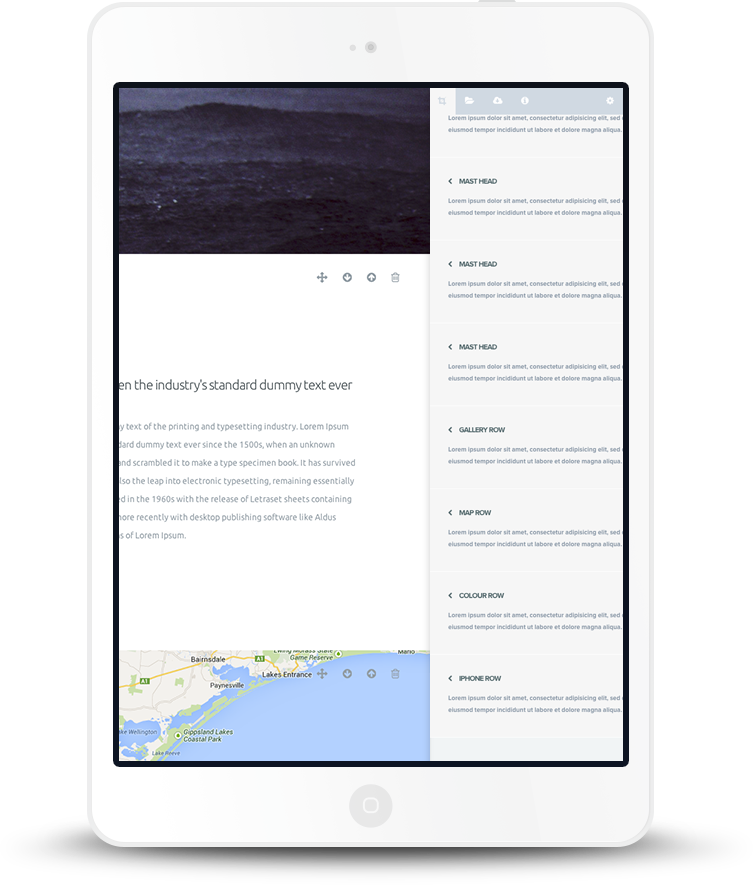 en the industry's standard dummy text ever
y text of the printing and typesetting industry. Lorem Ipsum
dard dummy text ever since the 1500s, when an unknown
and scrambled it to make a type specimen book. It has survived
lso the leap into electronic typesetting, remaining essentially
ed in the 1960s with the release of Letraset sheets containing
more recently with desktop publishing software like Aldus
s of Lorem Ipsum.
Ewing Morass State
Game Reserve
Marlo
Bairnsdale
A1
A1
Lakes Entrance
Paynesville
ke Wellington
Gippsland Lakes
Coastal Park
Lake Reeve
Lorem ipsum dolor sit amet, consectetur adipisicing elit, sed
eiusmod tempor incididunt ut labore et dolore magna aliqua.
MAST HEAD
Lorem ipsum dolor sit amet, consectetur adipisicing elit, sed
eiusmod tempor incididunt ut labore et dolore magna aliqua.
MAST HEAD
Lorem ipsum dolor sit amet, consectetur adipisicing elit, sed
eiusmod tempor incididunt ut labore et dolore magna aliqua.
MAST HEAD
Lorem ipsum dolor sit amet, consectetur adipisicing elit, sed
eiusmod tempor incididunt ut labore et dolore magna aliqua.
GALLERY ROW
Lorem ipsum dolor sit amet, consectetur adipisicing elit, sed
eiusmod tempor incididunt ut labore et dolore magna aliqua.
MAP ROW
Lorem ipsum dolor sit amet, consectetur adipisicing elit, sed
eiusmod tempor incididunt ut labore et dolore magna aliqua.
COLOUR ROW
Lorem ipsum dolor sit amet, consectetur adipisicing elit, sed
eiusmod tempor incididunt ut labore et dolore magna aliqua.
IPHONE ROW
Lorem ipsum dolor sit amet, consectetur adipisicing elit, sed
eiusmod tempor incididunt ut labore et dolore magna aliqua.